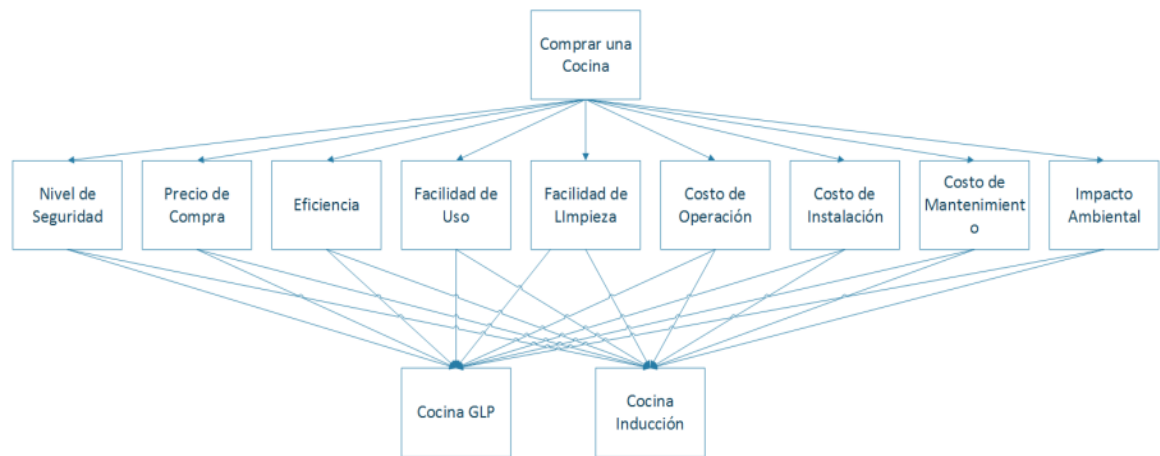 Comprar una
Cocina
Nivel de
Seguridad
Precio de
Compra
Eficiencia
Facilidad de
Uso
Facilidad de
LImpieza
Costo de
Operación
Costo de
Instalación
Costo de
Mantenimient
o
Impacto
Ambiental
Cocina GLP
Cocina
Inducción